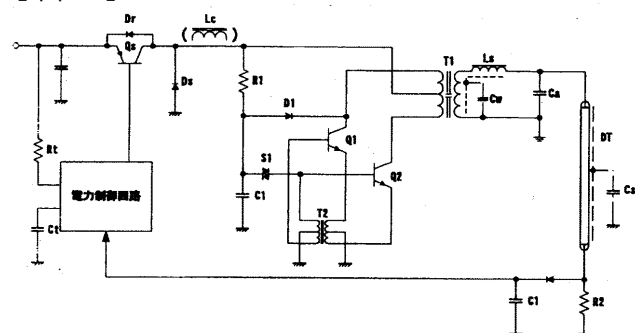 Dr
Qs
( Lc )
Ds
R1
D1
Q1
S1
Q2
C1
T2
T1
Ls
Cw
Ca
DT
Cs
Rt
電力制御回路
Ct
C1
R2